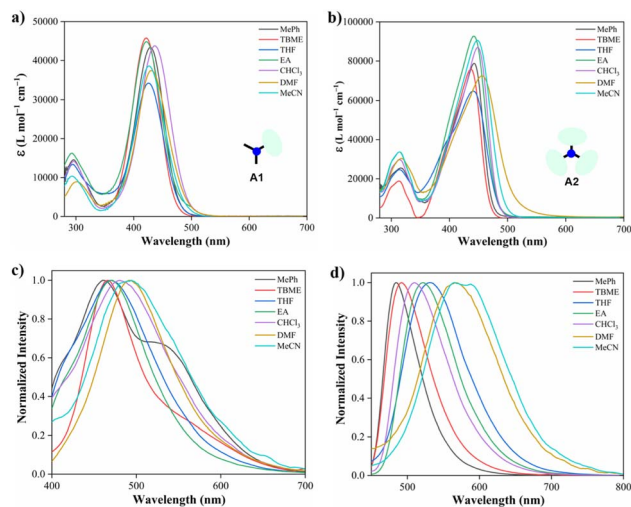 a)
50000
40000
30000
20000
10000
0
ε (L mol⁻¹ cm⁻¹)
300 400 500 600 700
Wavelength (nm)
MePh
TBME
THF
EA
CHCl₃
DMF
MeCN
A1
b)
100000
80000
60000
40000
20000
0
ε (L mol⁻¹ cm⁻¹)
300 400 500 600 700
Wavelength (nm)
MePh
TBME
THF
EA
CHCl₃
DMF
MeCN
A2
c)
1.0
0.8
0.6
0.4
0.2
0.0
Normalized Intensity
400 500 600 700
Wavelength (nm)
MePh
TBME
THF
EA
CHCl₃
DMF
MeCN
d)
1.0
0.8
0.6
0.4
0.2
0.0
Normalized Intensity
500 600 700 800
Wavelength (nm)
MePh
TBME
THF
EA
CHCl₃
DMF
MeCN